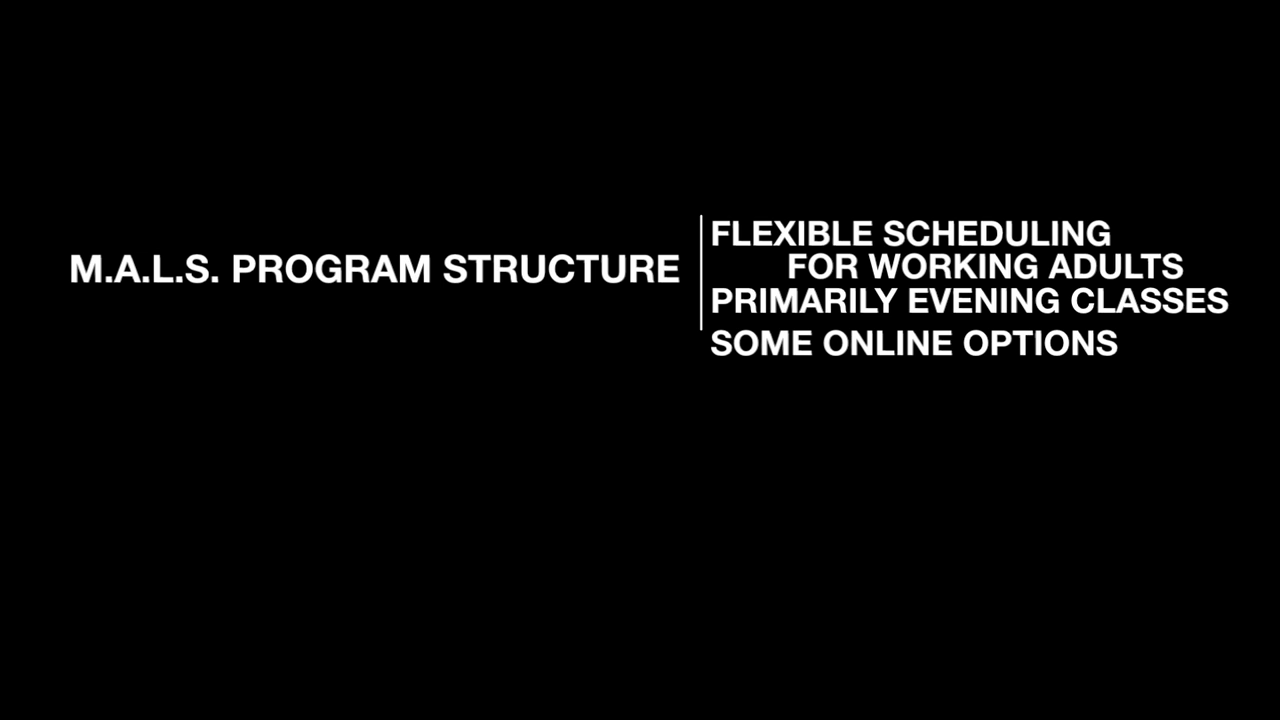 M.A.L.S. PROGRAM STRUCTURE
FLEXIBLE SCHEDULING
FOR WORKING ADULTS
PRIMARILY EVENING CLASSES
SOME ONLINE OPTIONS